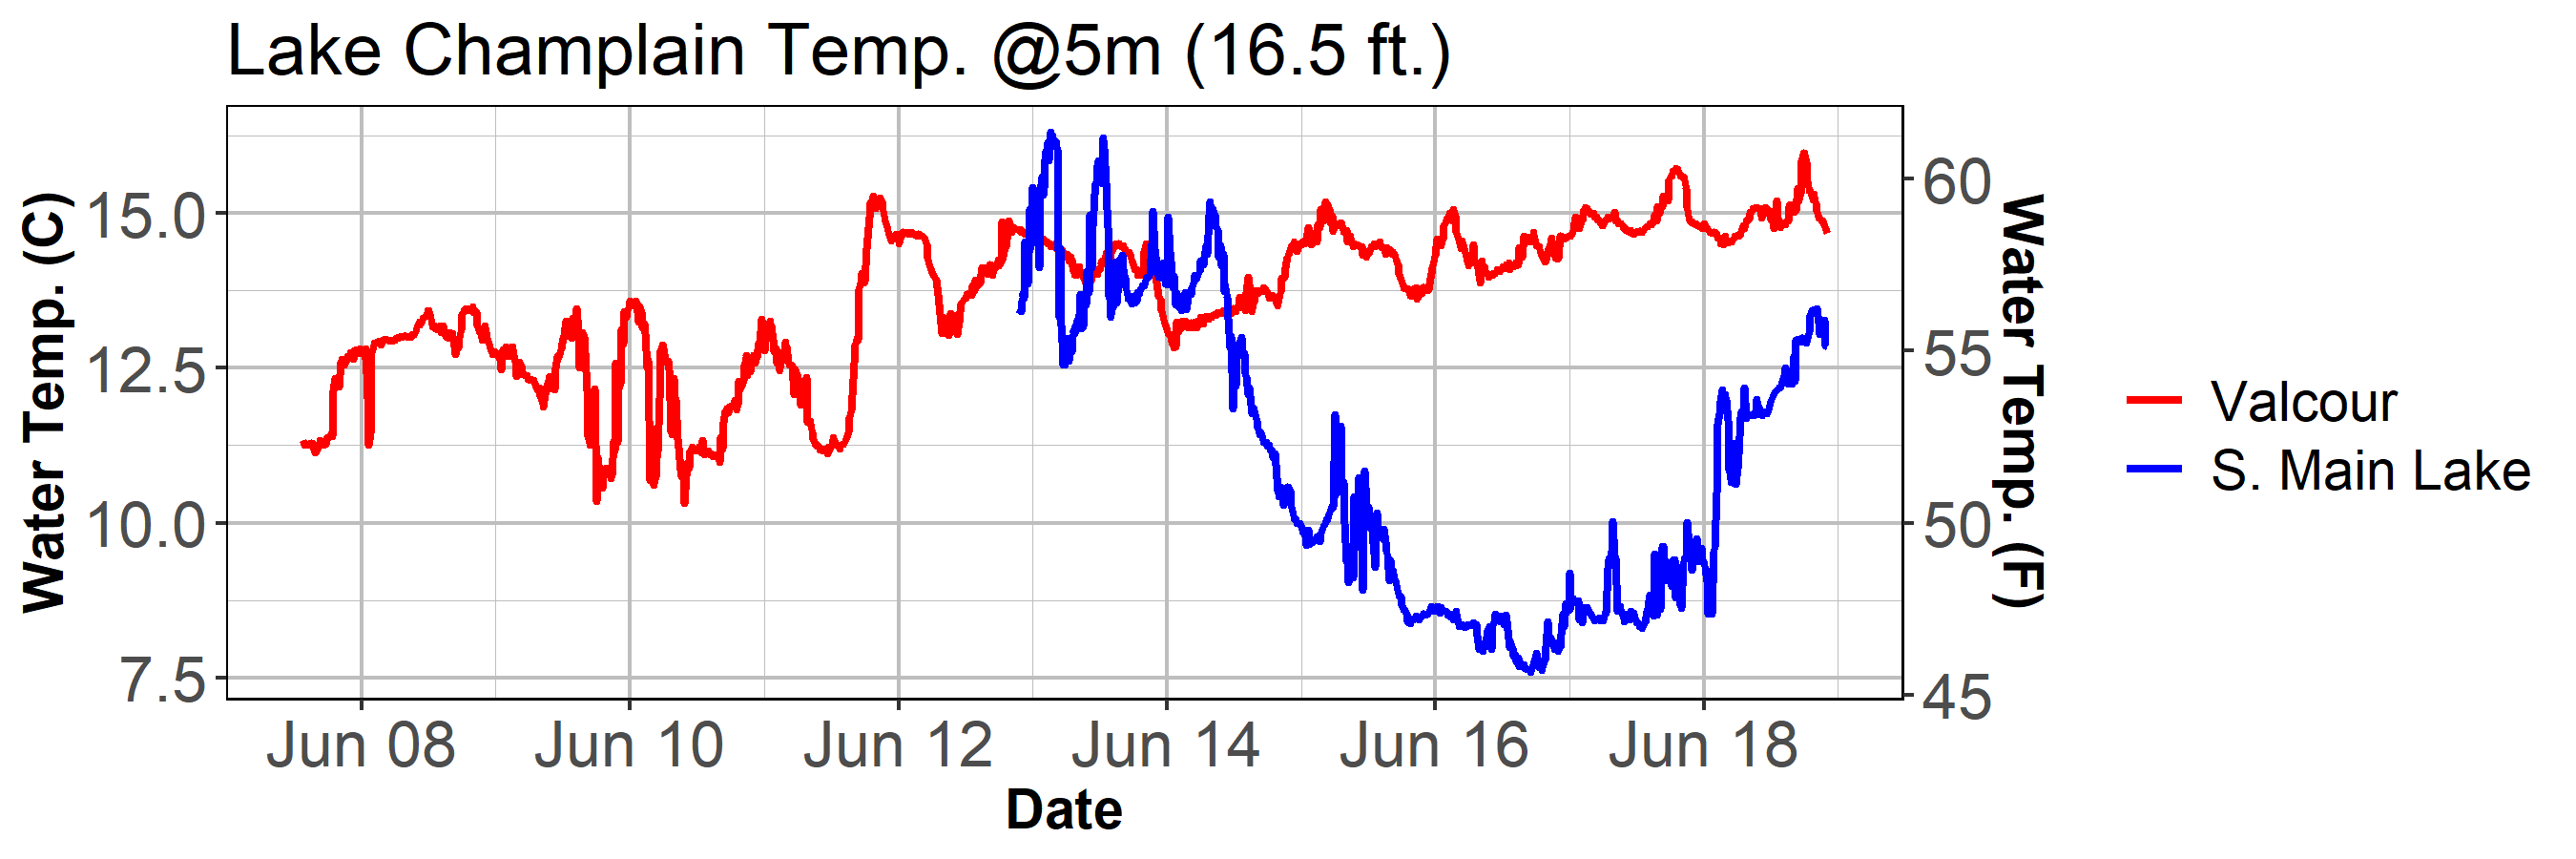 Lake Champlain Temp. @5m (16.5 ft.)
Water Temp. (C)
15.0
12.5
10.0
7.5
60
55
50
45
Water Temp. (F)
Jun 08
Jun 10
Jun 12
Jun 14
Jun 16
Jun 18
Date
Valcour
S. Main Lake